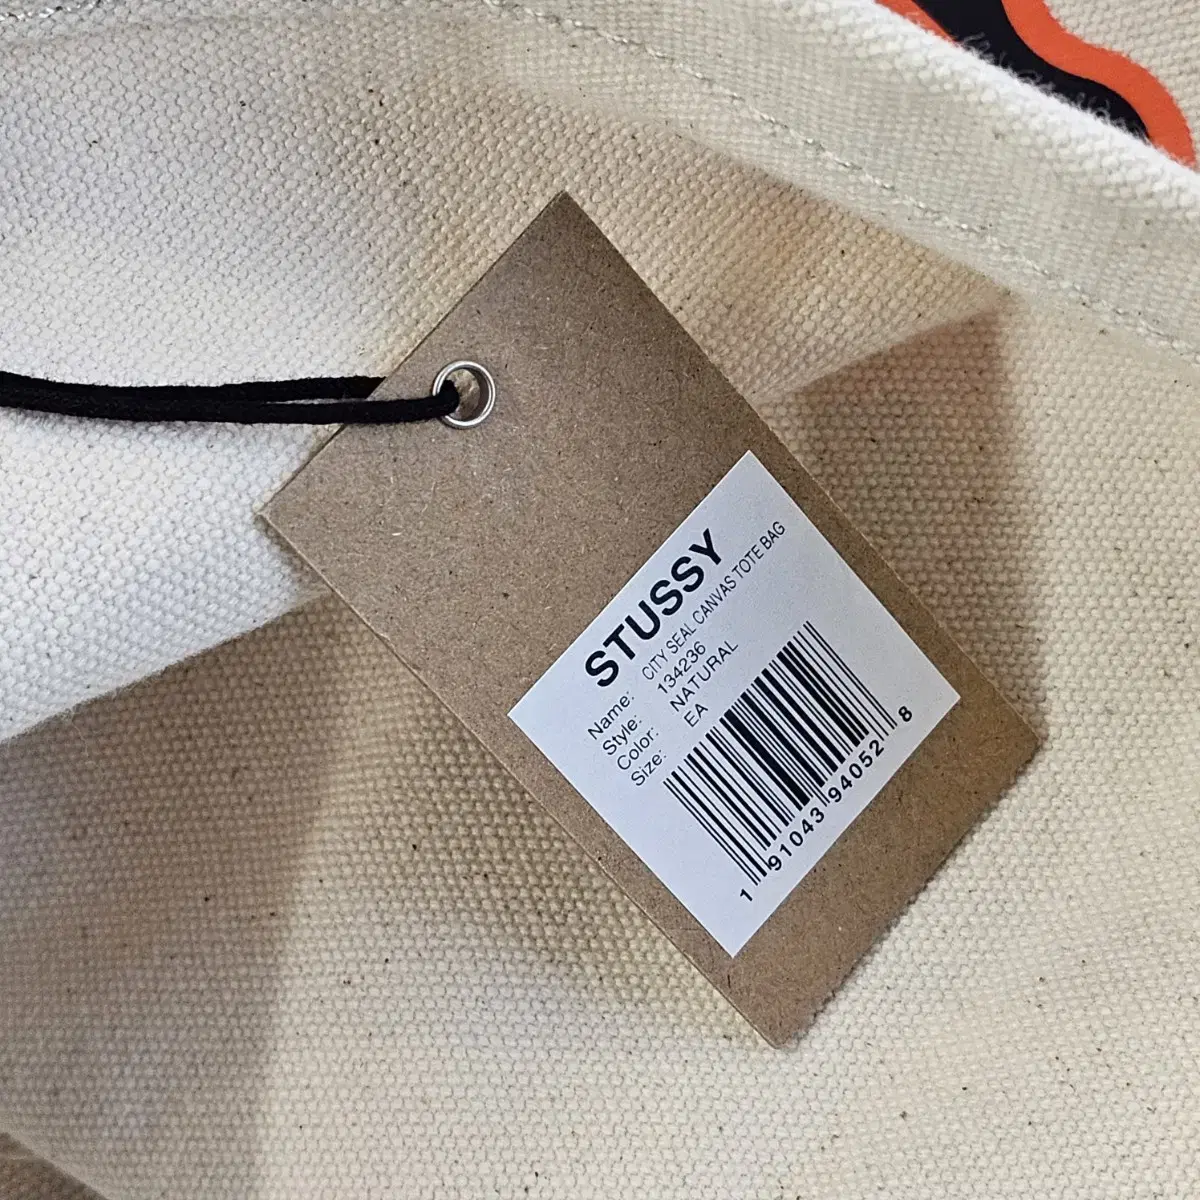 STUSSY
Name: CITY SEAL CANVAS TOTE BAG
Style: 134236
Color: NATURAL
Size: EA
1 91043 94052 8